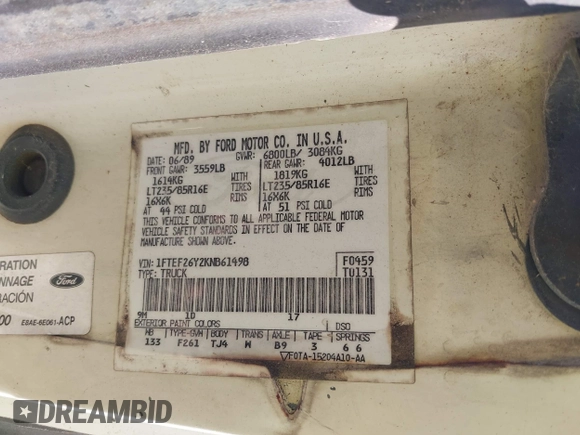 MFD. BY FORD MOTOR CO. IN U.S.A.
DATE: 06/89 GVWR: 6800LB/ 3084KG
FRONT GAWR: 3559LB REAR GAWR: 4012LB
1614KG WITH 1819KG WITH
LT235/85R16E TIRES LT235/85R16E TIRES
16X6K RIMS 16X6K RIMS
AT 44 PSI COLD AT 51 PSI COLD
THIS VEHICLE CONFORMS TO ALL APPLICABLE FEDERAL MOTOR
VEHICLE SAFETY STANDARDS IN EFFECT ON THE DATE OF
MANUFACTURE SHOWN ABOVE.
VIN: 1FTEF26Y2KNB61498 F0459
TYPE: TRUCK TU131
9M 1D 17
EXTERIOR PAINT COLORS DSO
WB TYPE-GVW BODY TRANS AXLE TAPE SPRINGS
133 F261 TJ4 W B9 3 6 6
▽F0TA-15204A10-AA
RATION
NNAGE
RACIÓN
Ford
00 E8AE-6E061-ACP
DREAMBID